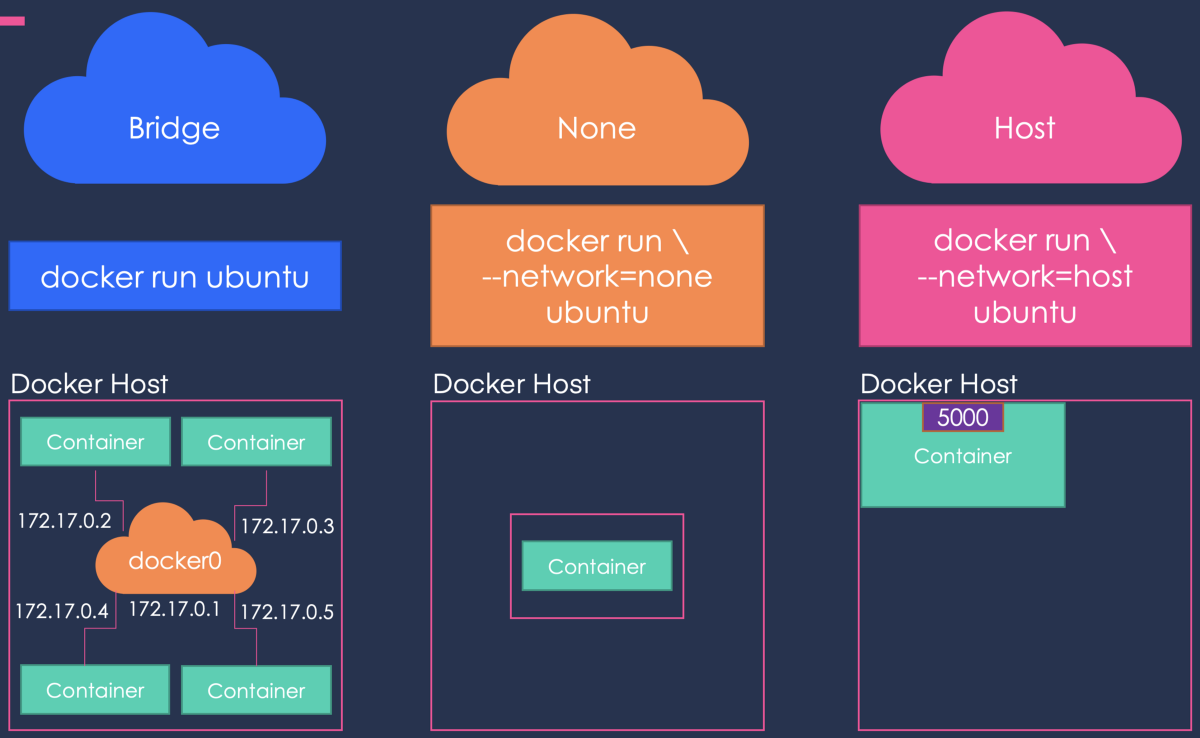 Bridge
docker run ubuntu
Docker Host
Container
Container
172.17.0.2
172.17.0.3
docker0
172.17.0.4
172.17.0.1
172.17.0.5
Container
Container
None
docker run \
--network=none
ubuntu
Docker Host
Container
Host
docker run \
--network=host
ubuntu
Docker Host
5000
Container